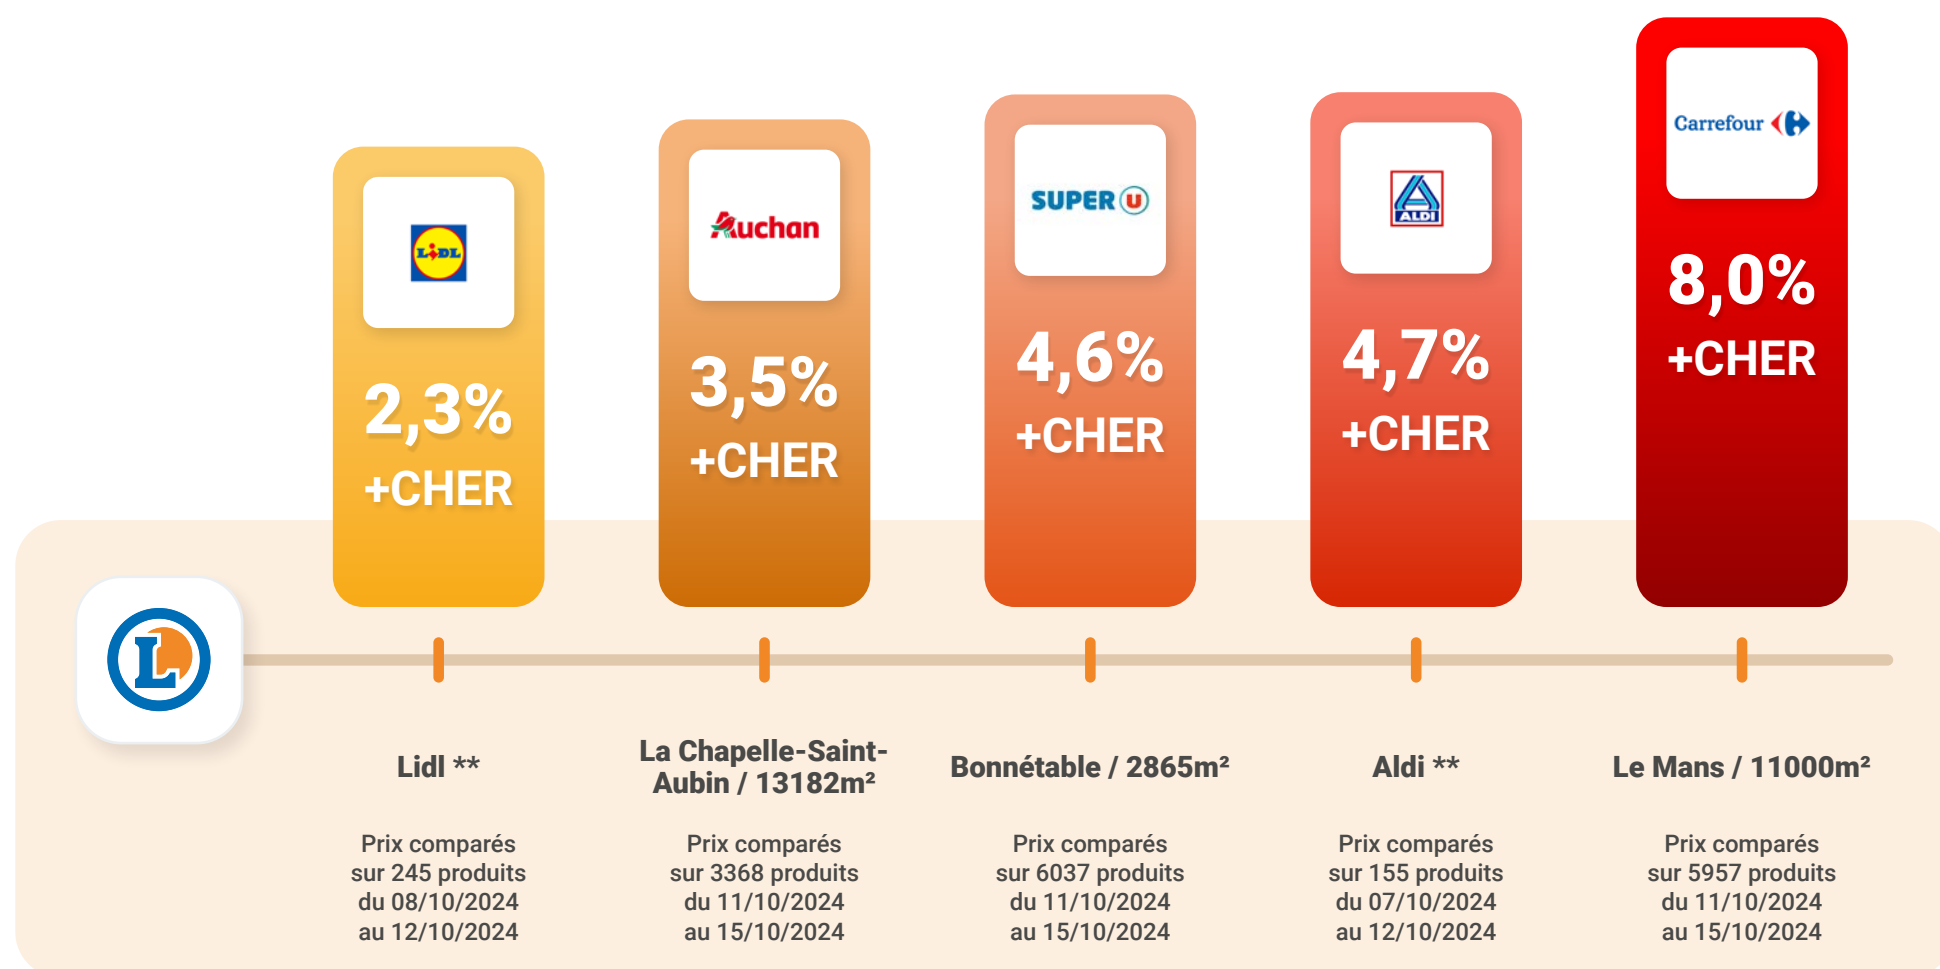 LIDL
2,3%
+CHER
Auchan
3,5%
+CHER
SUPER U
4,6%
+CHER
ALDI
4,7%
+CHER
Carrefour
8,0%
+CHER
L
Lidl **
Prix comparés
sur 245 produits
du 08/10/2024
au 12/10/2024
La Chapelle-Saint-
Aubin / 13182m²
Prix comparés
sur 3368 produits
du 11/10/2024
au 15/10/2024
Bonnétable / 2865m²
Prix comparés
sur 6037 produits
du 11/10/2024
au 15/10/2024
Aldi **
Prix comparés
sur 155 produits
du 07/10/2024
au 12/10/2024
Le Mans / 11000m²
Prix comparés
sur 5957 produits
du 11/10/2024
au 15/10/2024